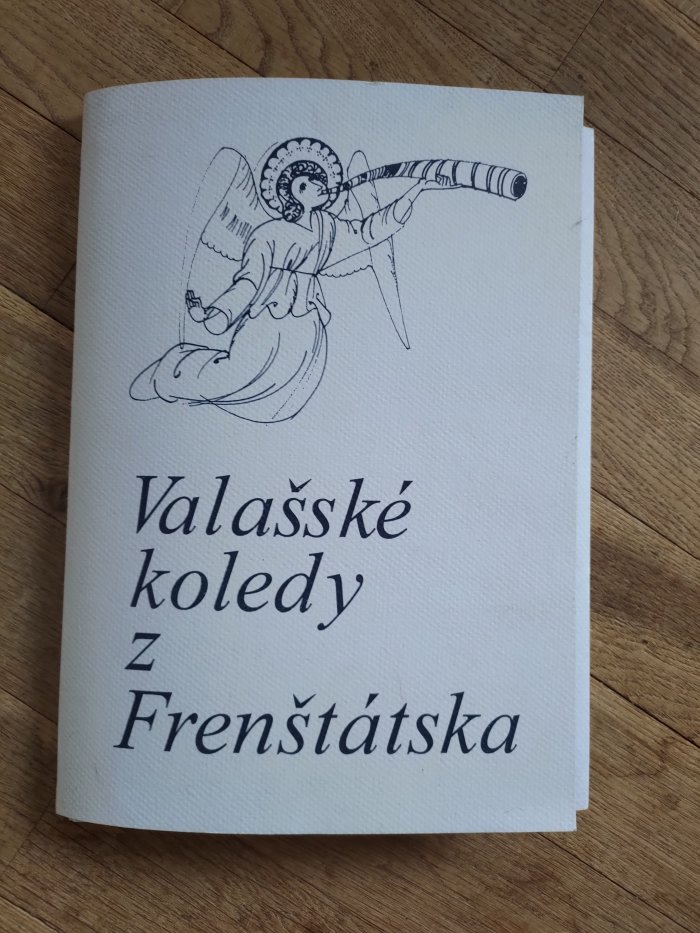 Valašské
koledy
z
Frenštátska